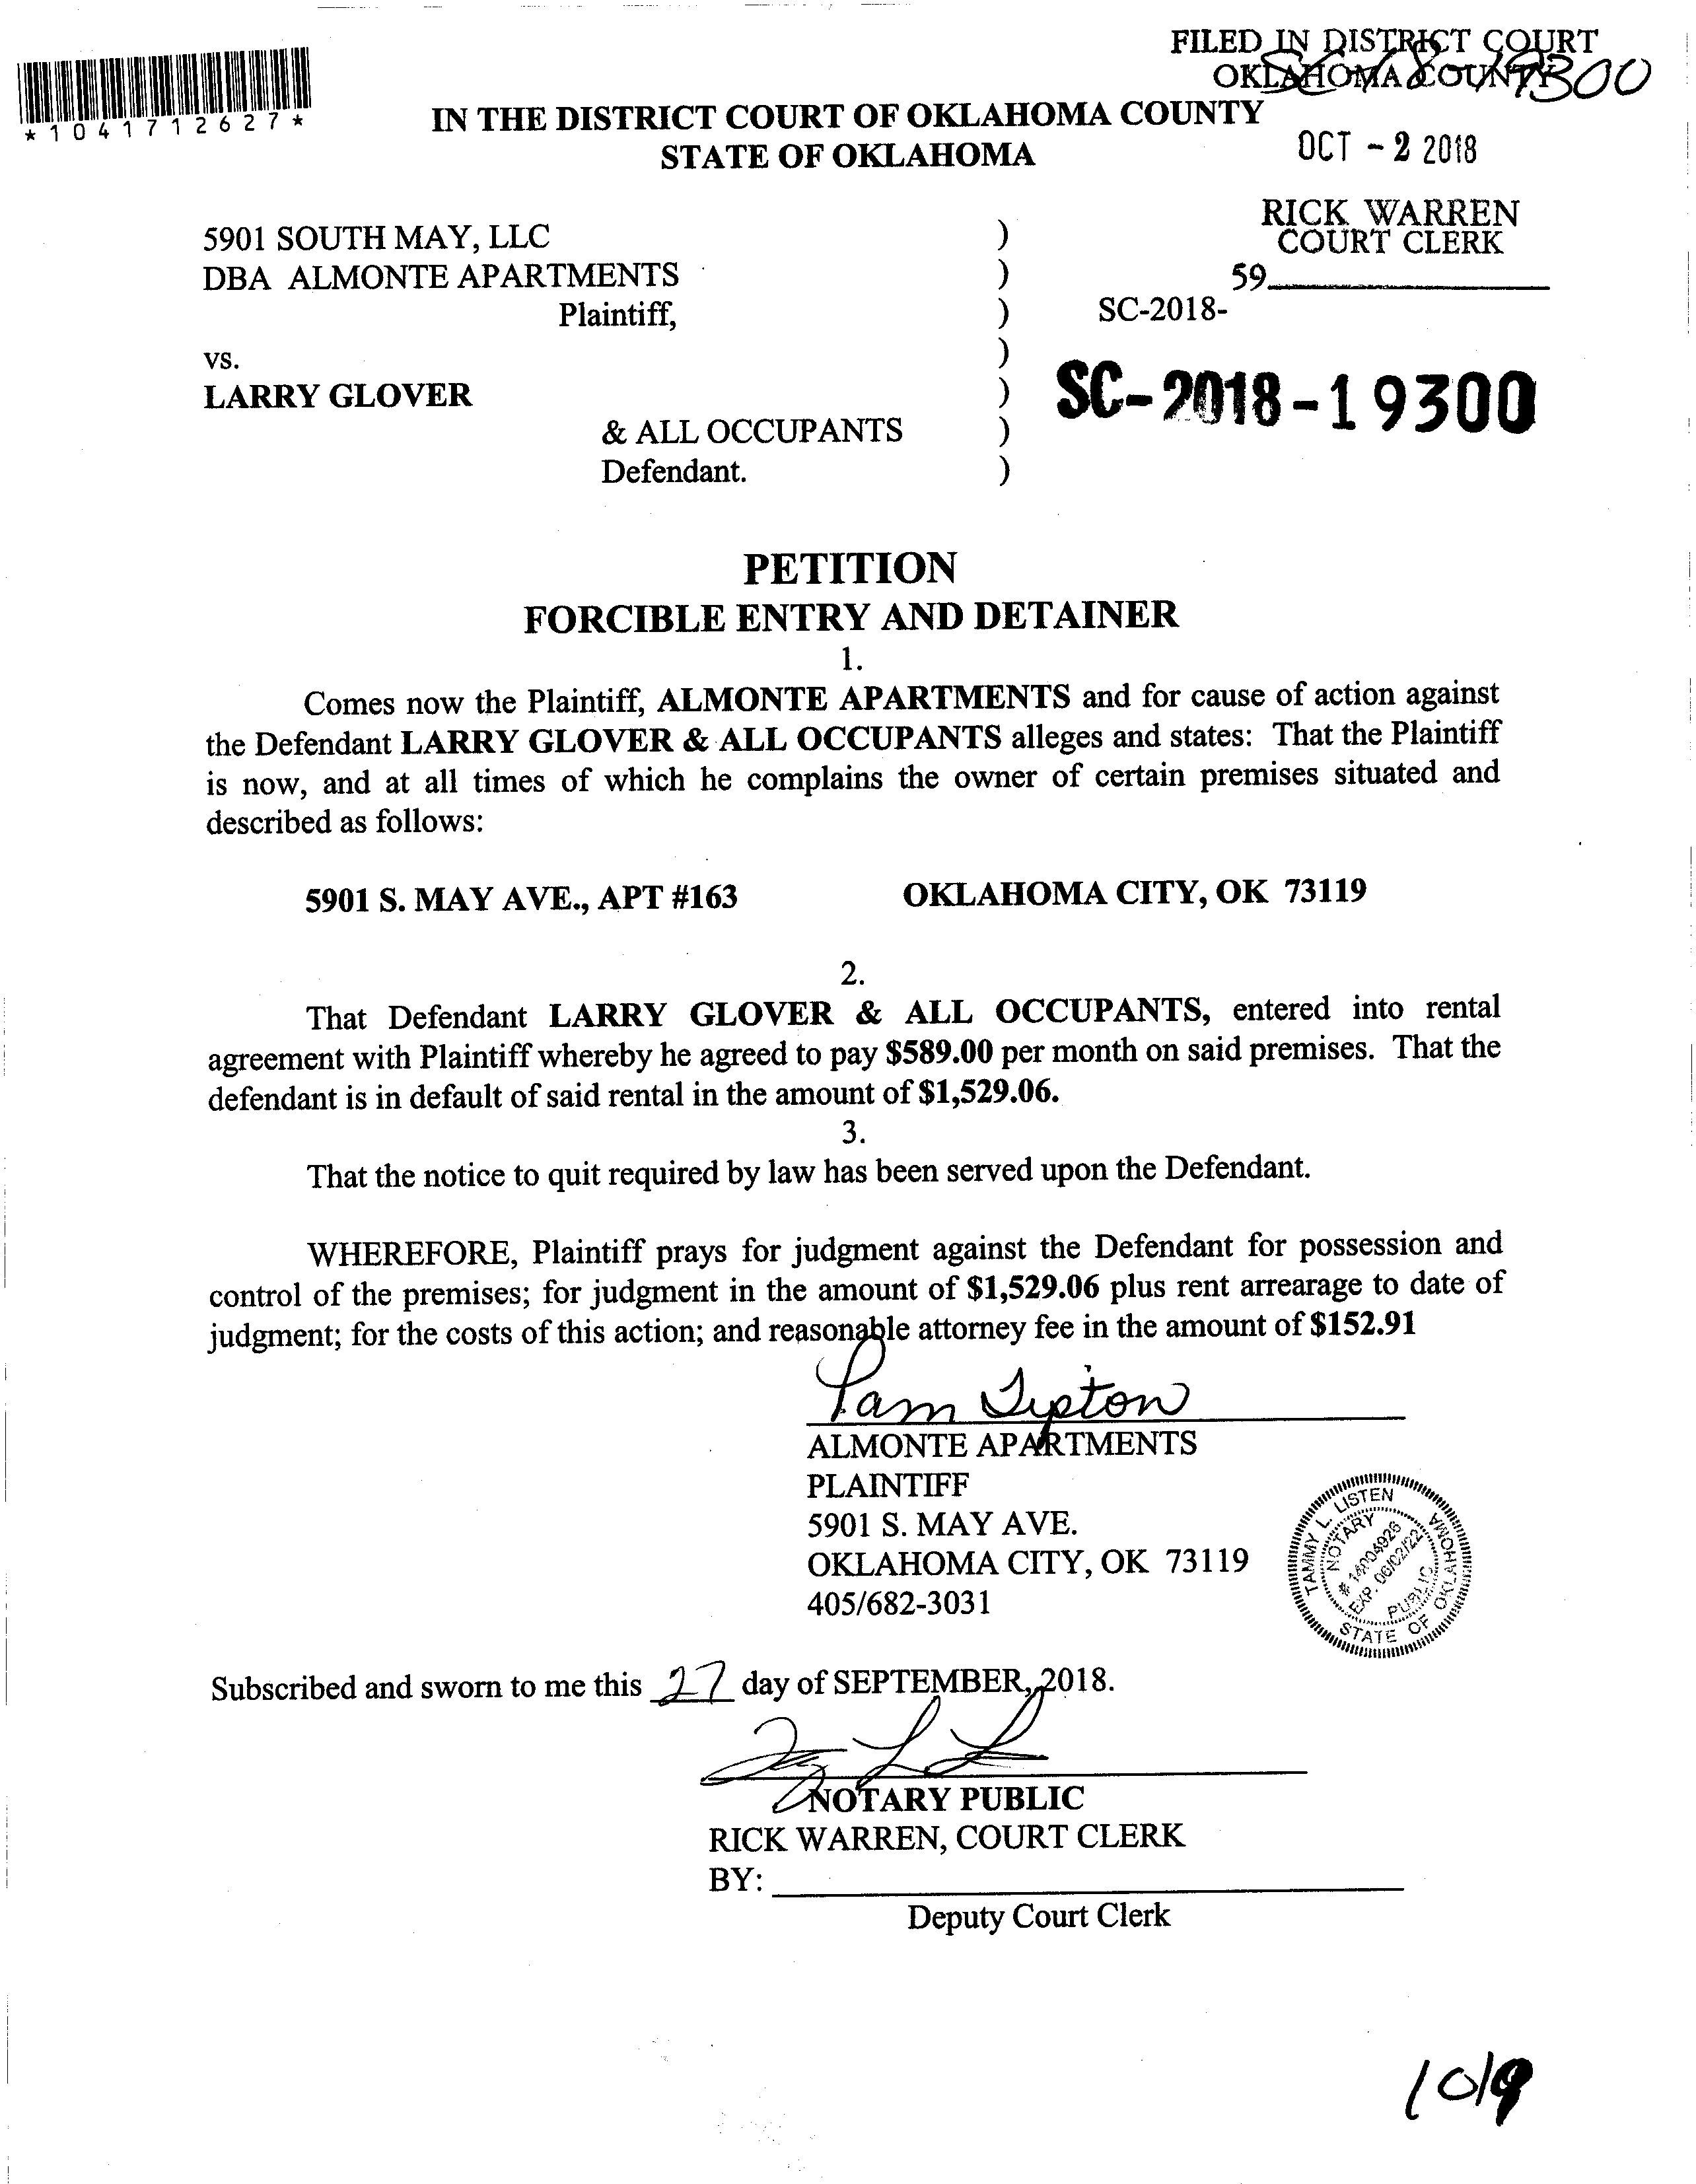 *1041712627*
FILED IN DISTRICT COURT
OKLAHOMA COUNTY
SC-18-19300
IN THE DISTRICT COURT OF OKLAHOMA COUNTY
STATE OF OKLAHOMA
OCT - 2 2018
RICK WARREN
COURT CLERK
59
5901 SOUTH MAY, LLC )
DBA ALMONTE APARTMENTS )
Plaintiff, ) SC-2018-
vs. )
LARRY GLOVER ) SC-2018-19300
& ALL OCCUPANTS )
Defendant. )
PETITION
FORCIBLE ENTRY AND DETAINER
1.
Comes now the Plaintiff, ALMONTE APARTMENTS and for cause of action against
the Defendant LARRY GLOVER & ALL OCCUPANTS alleges and states: That the Plaintiff
is now, and at all times of which he complains the owner of certain premises situated and
described as follows:
5901 S. MAY AVE., APT #163 OKLAHOMA CITY, OK 73119
2.
That Defendant LARRY GLOVER & ALL OCCUPANTS, entered into rental
agreement with Plaintiff whereby he agreed to pay $589.00 per month on said premises. That the
defendant is in default of said rental in the amount of $1,529.06.
3.
That the notice to quit required by law has been served upon the Defendant.
WHEREFORE, Plaintiff prays for judgment against the Defendant for possession and
control of the premises; for judgment in the amount of $1,529.06 plus rent arrearage to date of
judgment; for the costs of this action; and reasonable attorney fee in the amount of $152.91
Pam Tipton
ALMONTE APARTMENTS
PLAINTIFF
5901 S. MAY AVE.
OKLAHOMA CITY, OK 73119
405/682-3031
TAMMY L. LISTEN
NOTARY
# 14004926
EXP. 06/02/22
PUBLIC
STATE OF OKLAHOMA
Subscribed and sworn to me this 27 day of SEPTEMBER, 2018.
NOTARY PUBLIC
RICK WARREN, COURT CLERK
BY:
Deputy Court Clerk
10/9